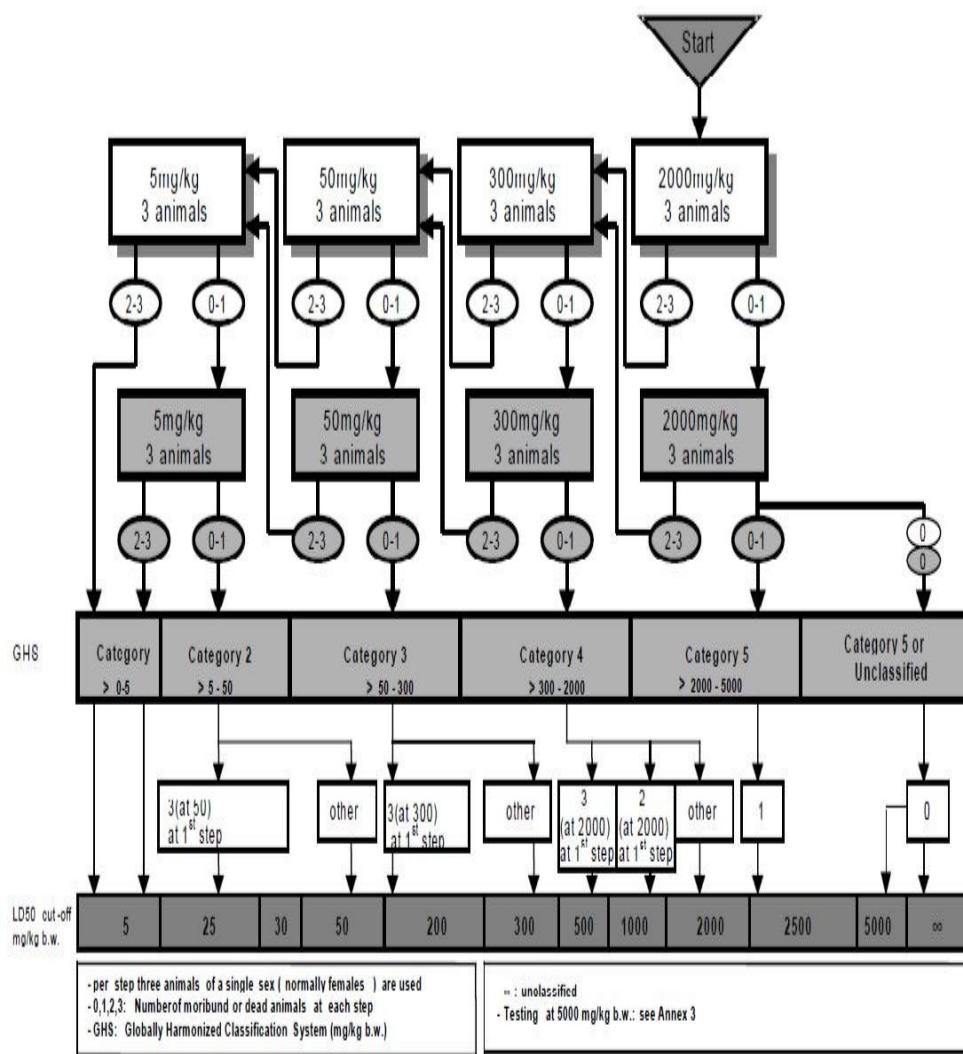 Start
5mg/kg
3 animals
50mg/kg
3 animals
300mg/kg
3 animals
2000mg/kg
3 animals
2-3
0-1
2-3
0-1
2-3
0-1
2-3
0-1
5mg/kg
3 animals
50mg/kg
3 animals
300mg/kg
3 animals
2000mg/kg
3 animals
2-3
0-1
2-3
0-1
2-3
0-1
2-3
0-1
0
0
GHS
Catcgory
> 0-5
Category 2
> 5 - 50
Category 3
> 50 - 300
Category 4
> 300 - 2000
Category 5
> 2000 - 5000
Category 5 or
Unclassified
3(at 50)
at 1st step
other
3(at 300)
at 1st step
other
3
(at 2000)
at 1st step
2
(at 2000)
at 1st step
other
1
0
LD50 cut-off
mg/kg b.w.
5
25
30
50
200
300
500
1000
2000
2500
5000
∞
- per step three animals of a single sex ( normally females ) are used
- 0,1,2,3: Numberof moribund or dead animals at each step
- GHS: Globally Harmonized Classification System (mg/kg b.w.)
∞ : unclassified
- Testing at 5000 mg/kg b.w.: see Annex 3